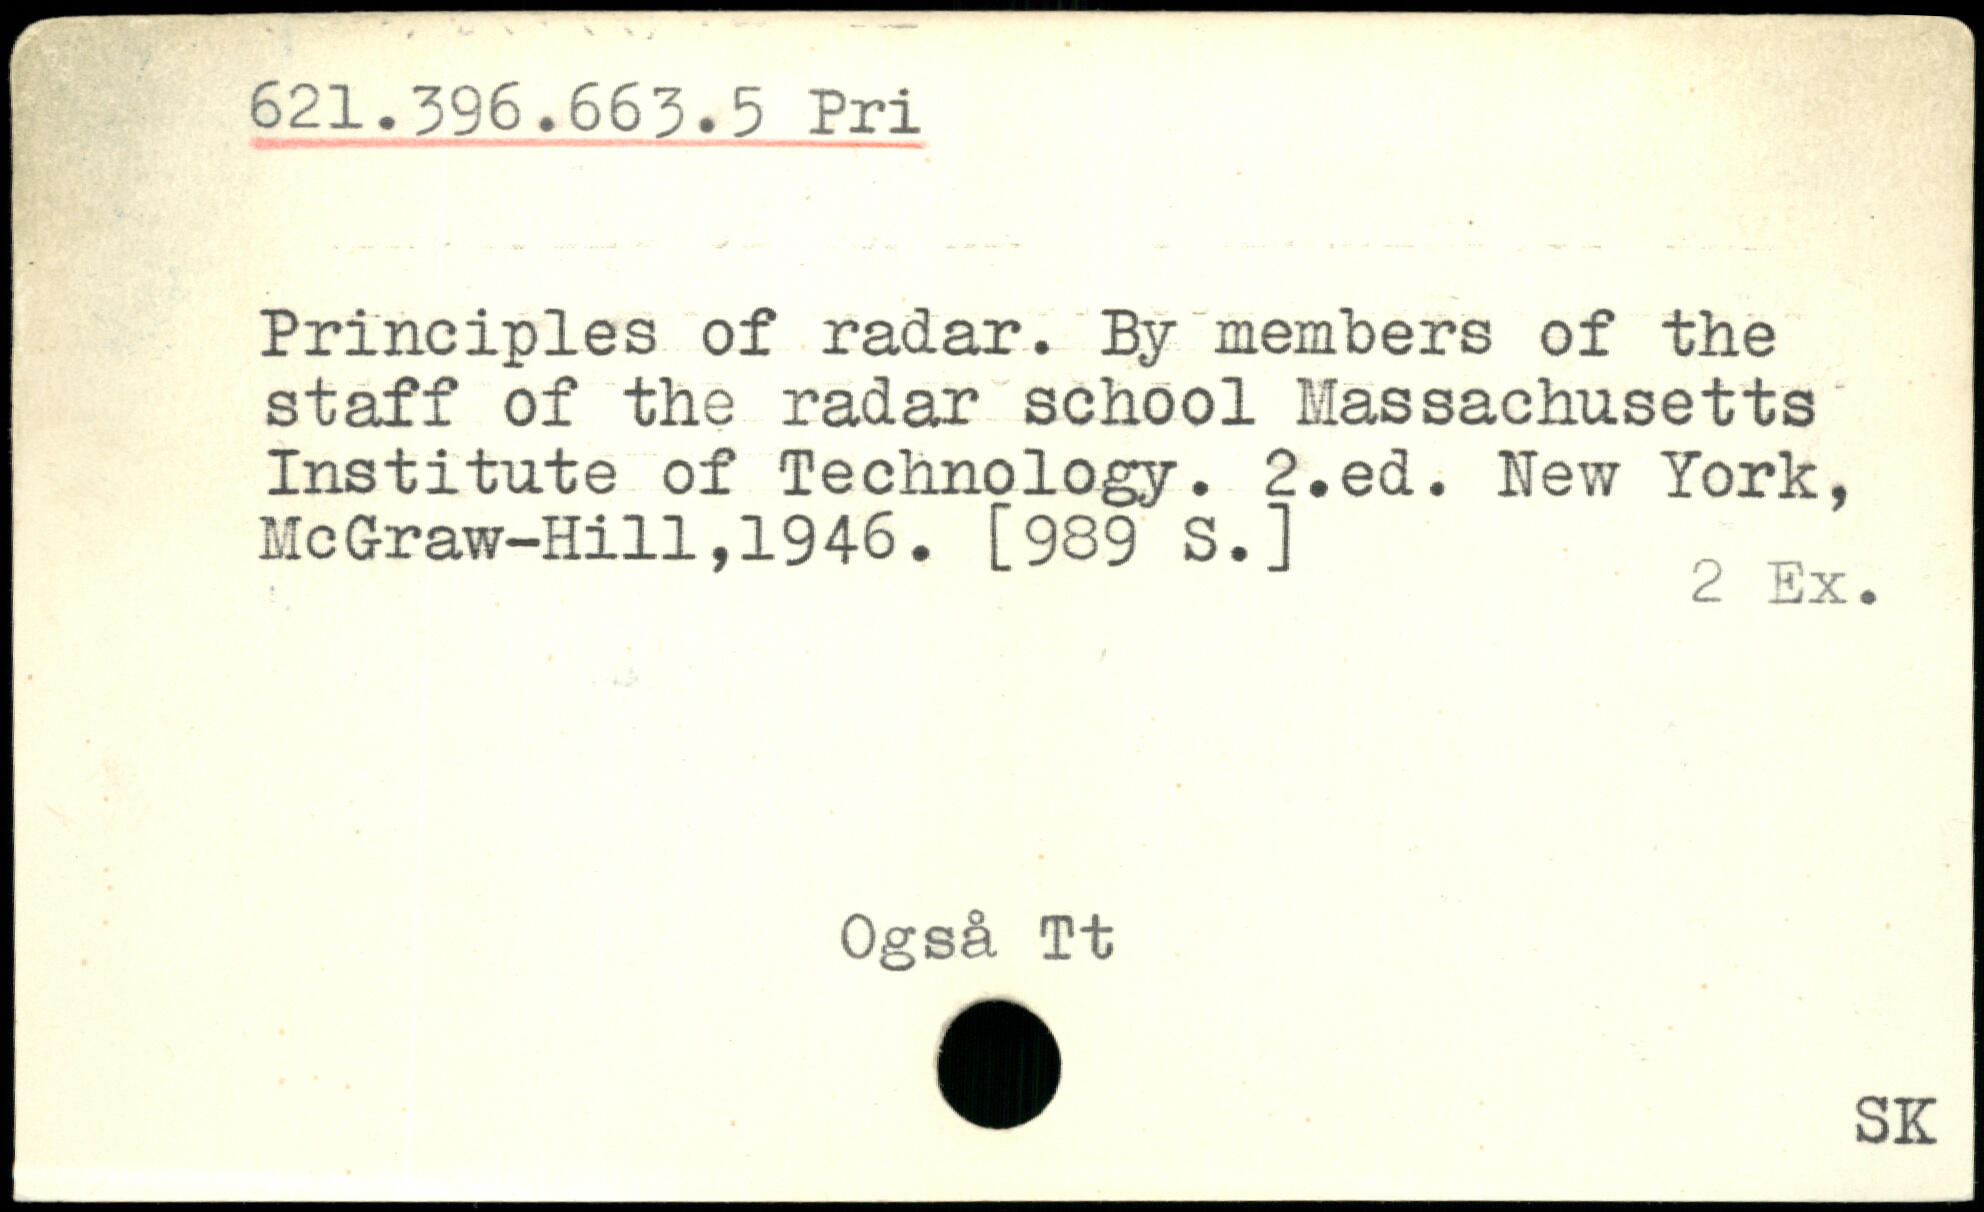 621.396.663.5 Pri
Principles of radar. By members of the
staff of the radar school Massachusetts
Institute of Technology. 2.ed. New York,
McGraw-Hill,1946. [989 S.]
2 Ex.
Også Tt
SK